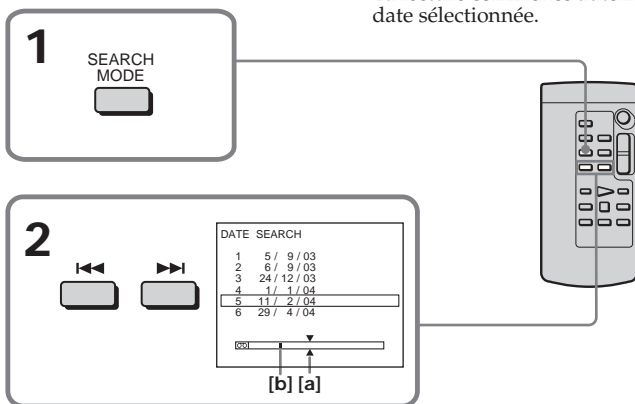 date sélectionnée.
1
SEARCH
MODE
2
DATE SEARCH
1 5 / 9 / 03
2 6 / 9 / 03
3 24 / 12 / 03
4 1 / 1 / 04
5 11 / 2 / 04
6 29 / 4 / 04
[b] [a]